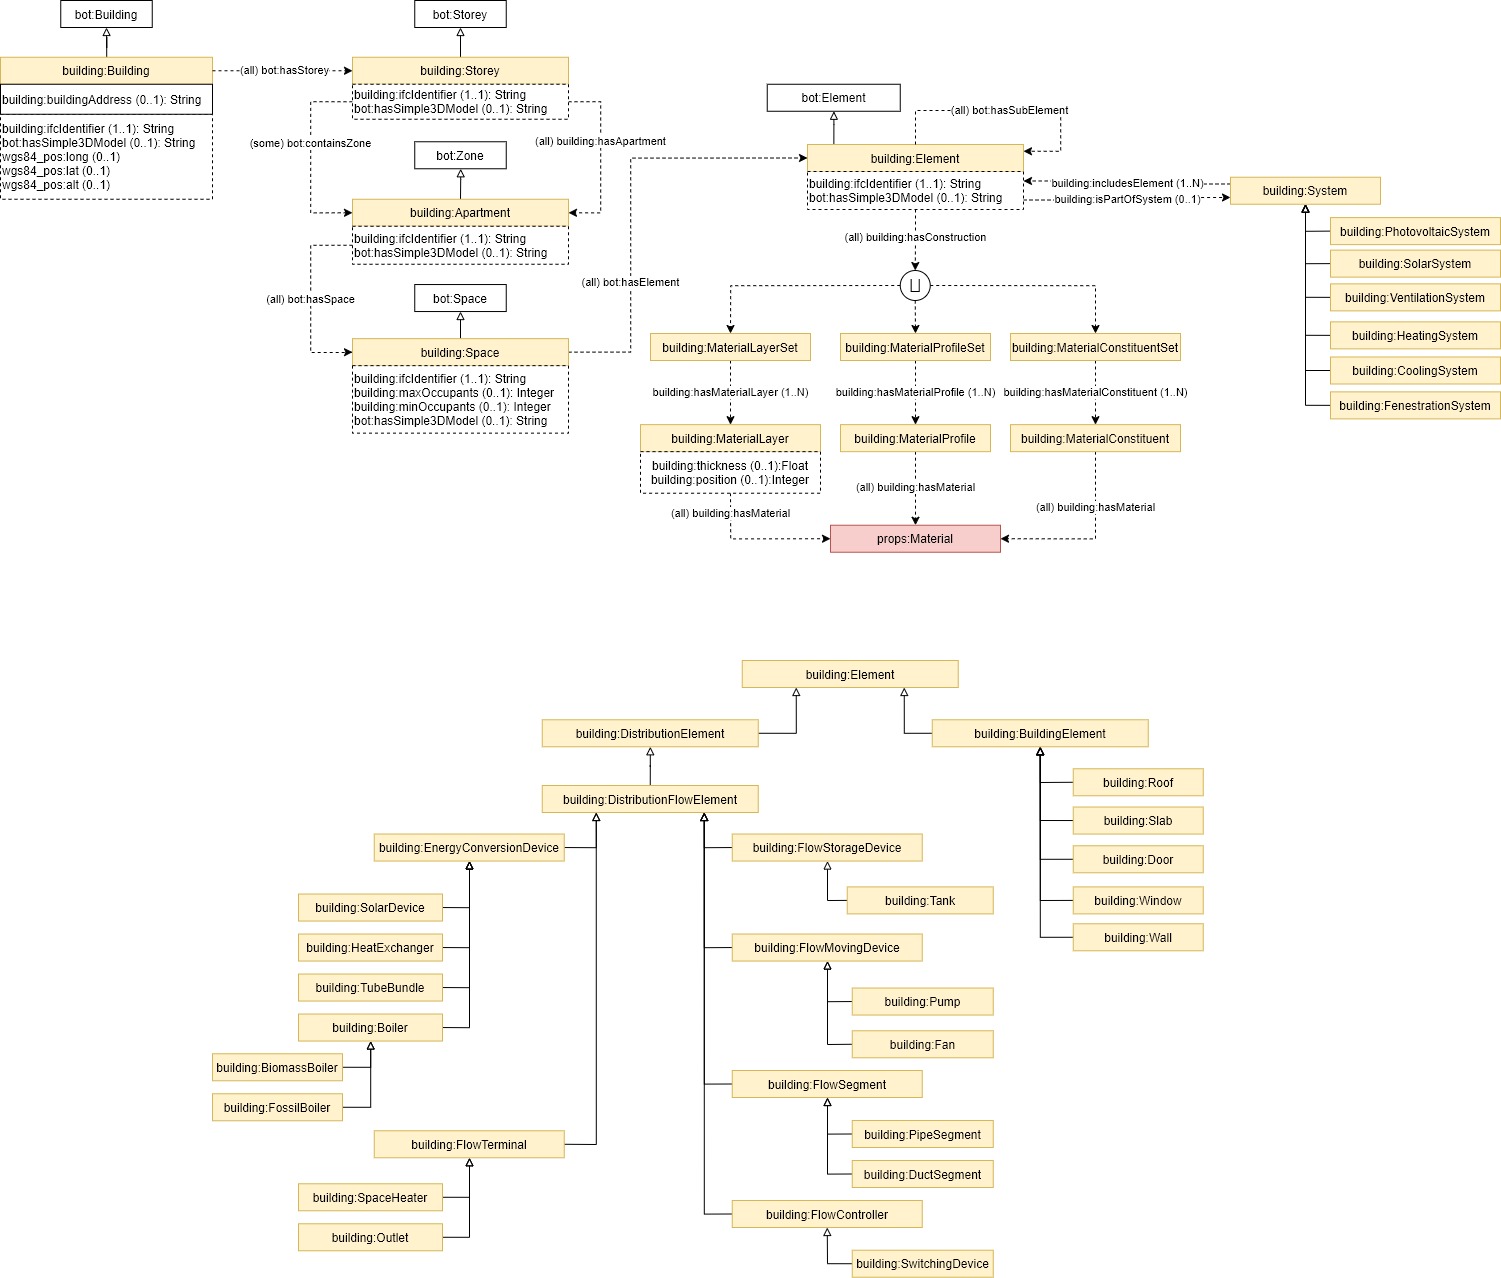 bot:Building
bot:Storey
building:Building
(all) bot:hasStorey
building:Storey
building:buildingAddress (0..1): String
building:ifcIdentifier (1..1): String
bot:hasSimple3DModel (0..1): String
wgs84_pos:long (0..1)
wgs84_pos:lat (0..1)
wgs84_pos:alt (0..1)
building:ifcIdentifier (1..1): String
bot:hasSimple3DModel (0..1): String
(some) bot:containsZone
(all) building:hasApartment
bot:Zone
building:Apartment
building:ifcIdentifier (1..1): String
bot:hasSimple3DModel (0..1): String
(all) bot:hasSpace
bot:Space
(all) bot:hasElement
building:Space
building:ifcIdentifier (1..1): String
building:maxOccupants (0..1): Integer
building:minOccupants (0..1): Integer
bot:hasSimple3DModel (0..1): String
bot:Element
(all) bot:hasSubElement
building:Element
building:ifcIdentifier (1..1): String
bot:hasSimple3DModel (0..1): String
building:includesElement (1..N)
building:isPartOfSystem (0..1)
building:System
building:PhotovoltaicSystem
building:SolarSystem
building:VentilationSystem
building:HeatingSystem
building:CoolingSystem
building:FenestrationSystem
(all) building:hasConstruction
⨆
building:MaterialLayerSet
building:MaterialProfileSet
building:MaterialConstituentSet
building:hasMaterialLayer (1..N)
building:hasMaterialProfile (1..N)
building:hasMaterialConstituent (1..N)
building:MaterialLayer
building:MaterialProfile
building:MaterialConstituent
building:thickness (0..1):Float
building:position (0..1):Integer
(all) building:hasMaterial
(all) building:hasMaterial
(all) building:hasMaterial
props:Material
building:Element
building:DistributionElement
building:BuildingElement
building:DistributionFlowElement
building:Roof
building:Slab
building:Door
building:Window
building:Wall
building:EnergyConversionDevice
building:SolarDevice
building:HeatExchanger
building:TubeBundle
building:Boiler
building:BiomassBoiler
building:FossilBoiler
building:FlowTerminal
building:SpaceHeater
building:Outlet
building:FlowStorageDevice
building:Tank
building:FlowMovingDevice
building:Pump
building:Fan
building:FlowSegment
building:PipeSegment
building:DuctSegment
building:FlowController
building:SwitchingDevice